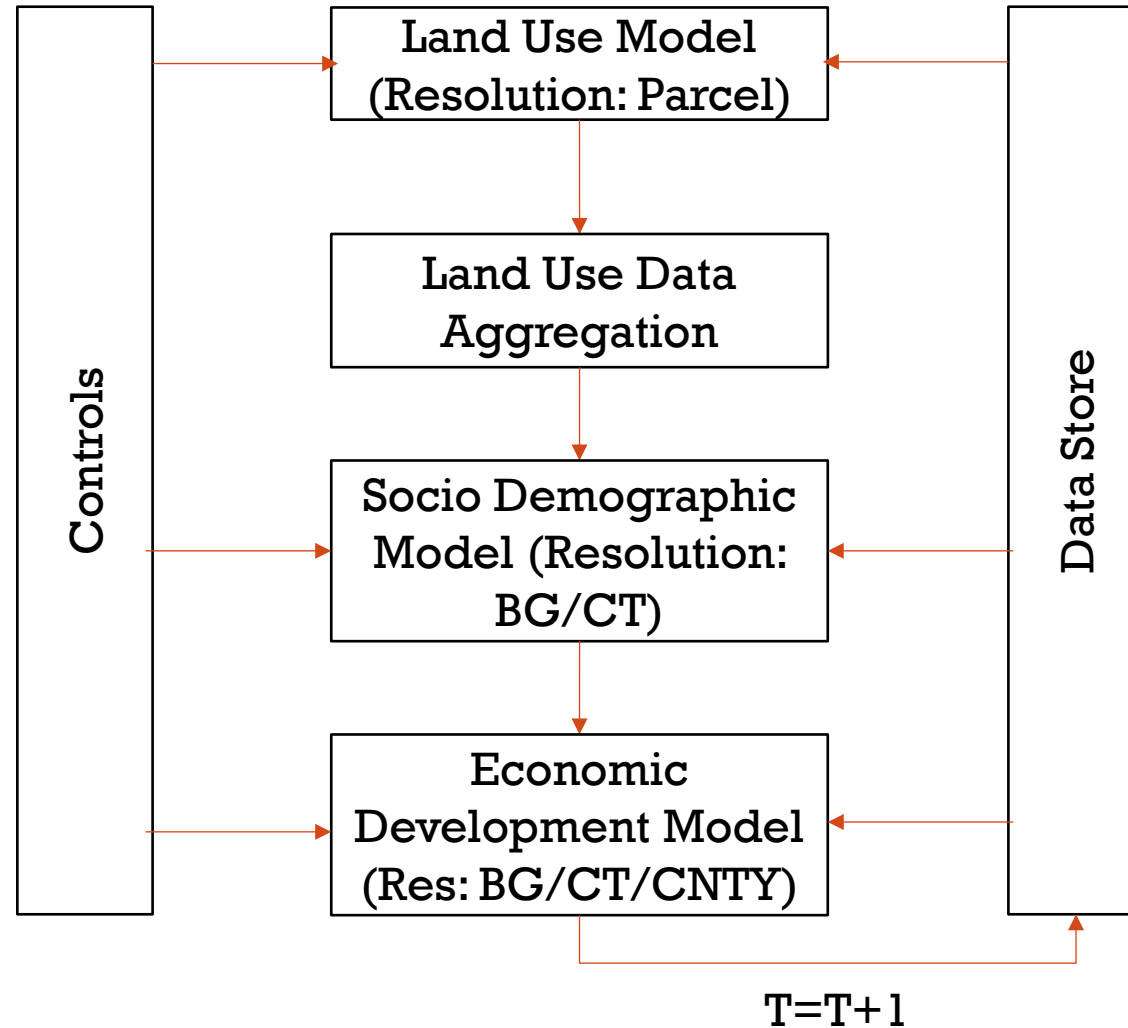 Land Use Model
(Resolution: Parcel)
Land Use Data
Aggregation
Controls
Socio Demographic
Model (Resolution:
BG/CT)
Data Store
Economic
Development Model
(Res: BG/CT/CNTY)
T=T+1